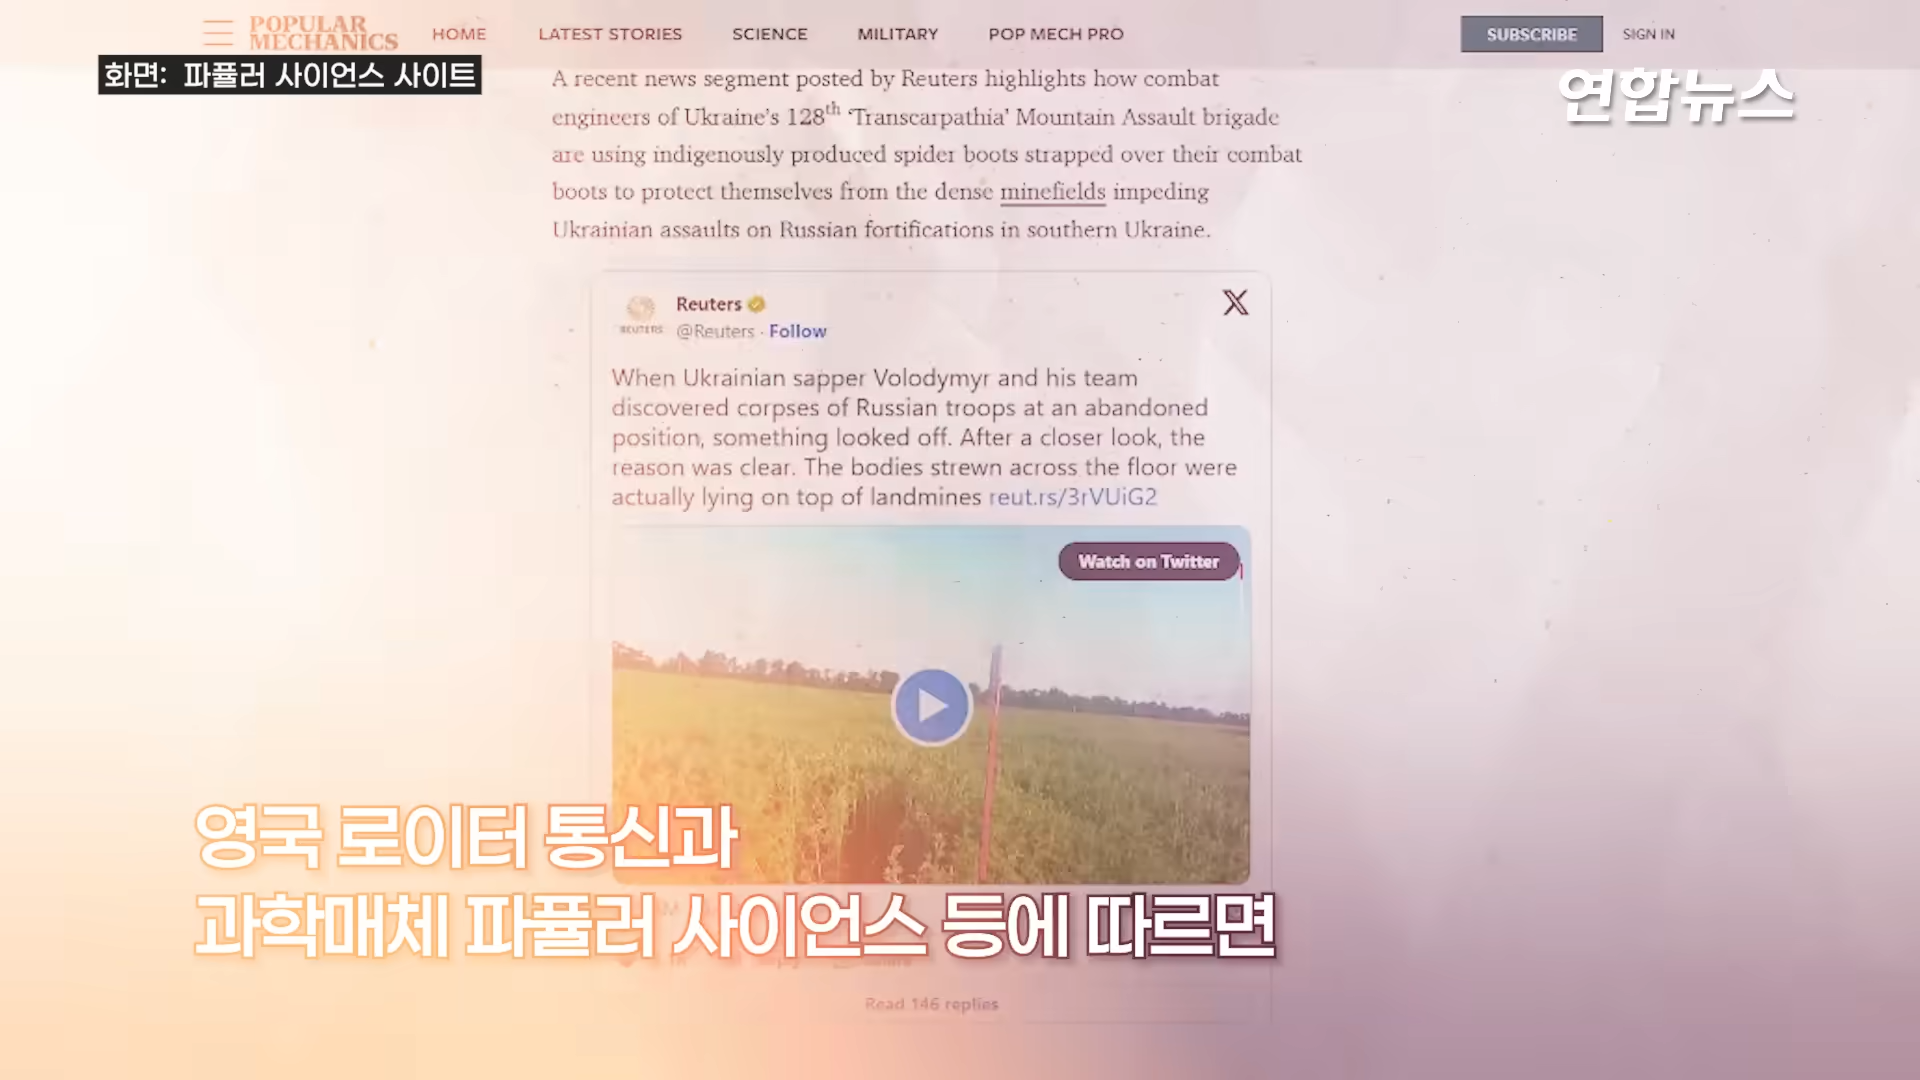 POPULAR
MECHANICS
HOME
LATEST STORIES
SCIENCE
MILITARY
POP MECH PRO
SUBSCRIBE
SIGN IN
화면: 파퓰러 사이언스 사이트
연합뉴스
A recent news segment posted by Reuters highlights how combat
engineers of Ukraine’s 128th ‘Transcarpathia’ Mountain Assault brigade
are using indigenously produced spider boots strapped over their combat
boots to protect themselves from the dense minefields impeding
Ukrainian assaults on Russian fortifications in southern Ukraine.
REUTERS
Reuters
@Reuters · Follow
When Ukrainian sapper Volodymyr and his team
discovered corpses of Russian troops at an abandoned
position, something looked off. After a closer look, the
reason was clear. The bodies strewn across the floor were
actually lying on top of landmines reut.rs/3rVUiG2
Watch on Twitter
영국 로이터 통신과
과학매체 파퓰러 사이언스 등에 따르면
Read 146 replies